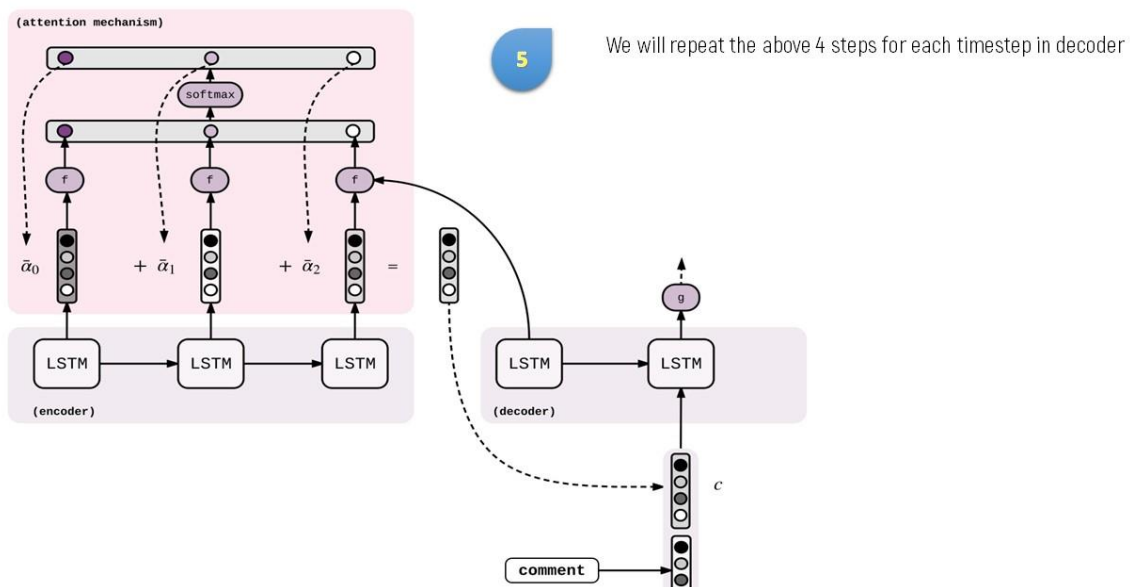 (attention mechanism)
5
We will repeat the above 4 steps for each timestep in decoder
softmax
f
f
f
ᾱ₀ + ᾱ₁ + ᾱ₂ =
g
LSTM LSTM LSTM LSTM LSTM
(encoder) (decoder)
c
comment